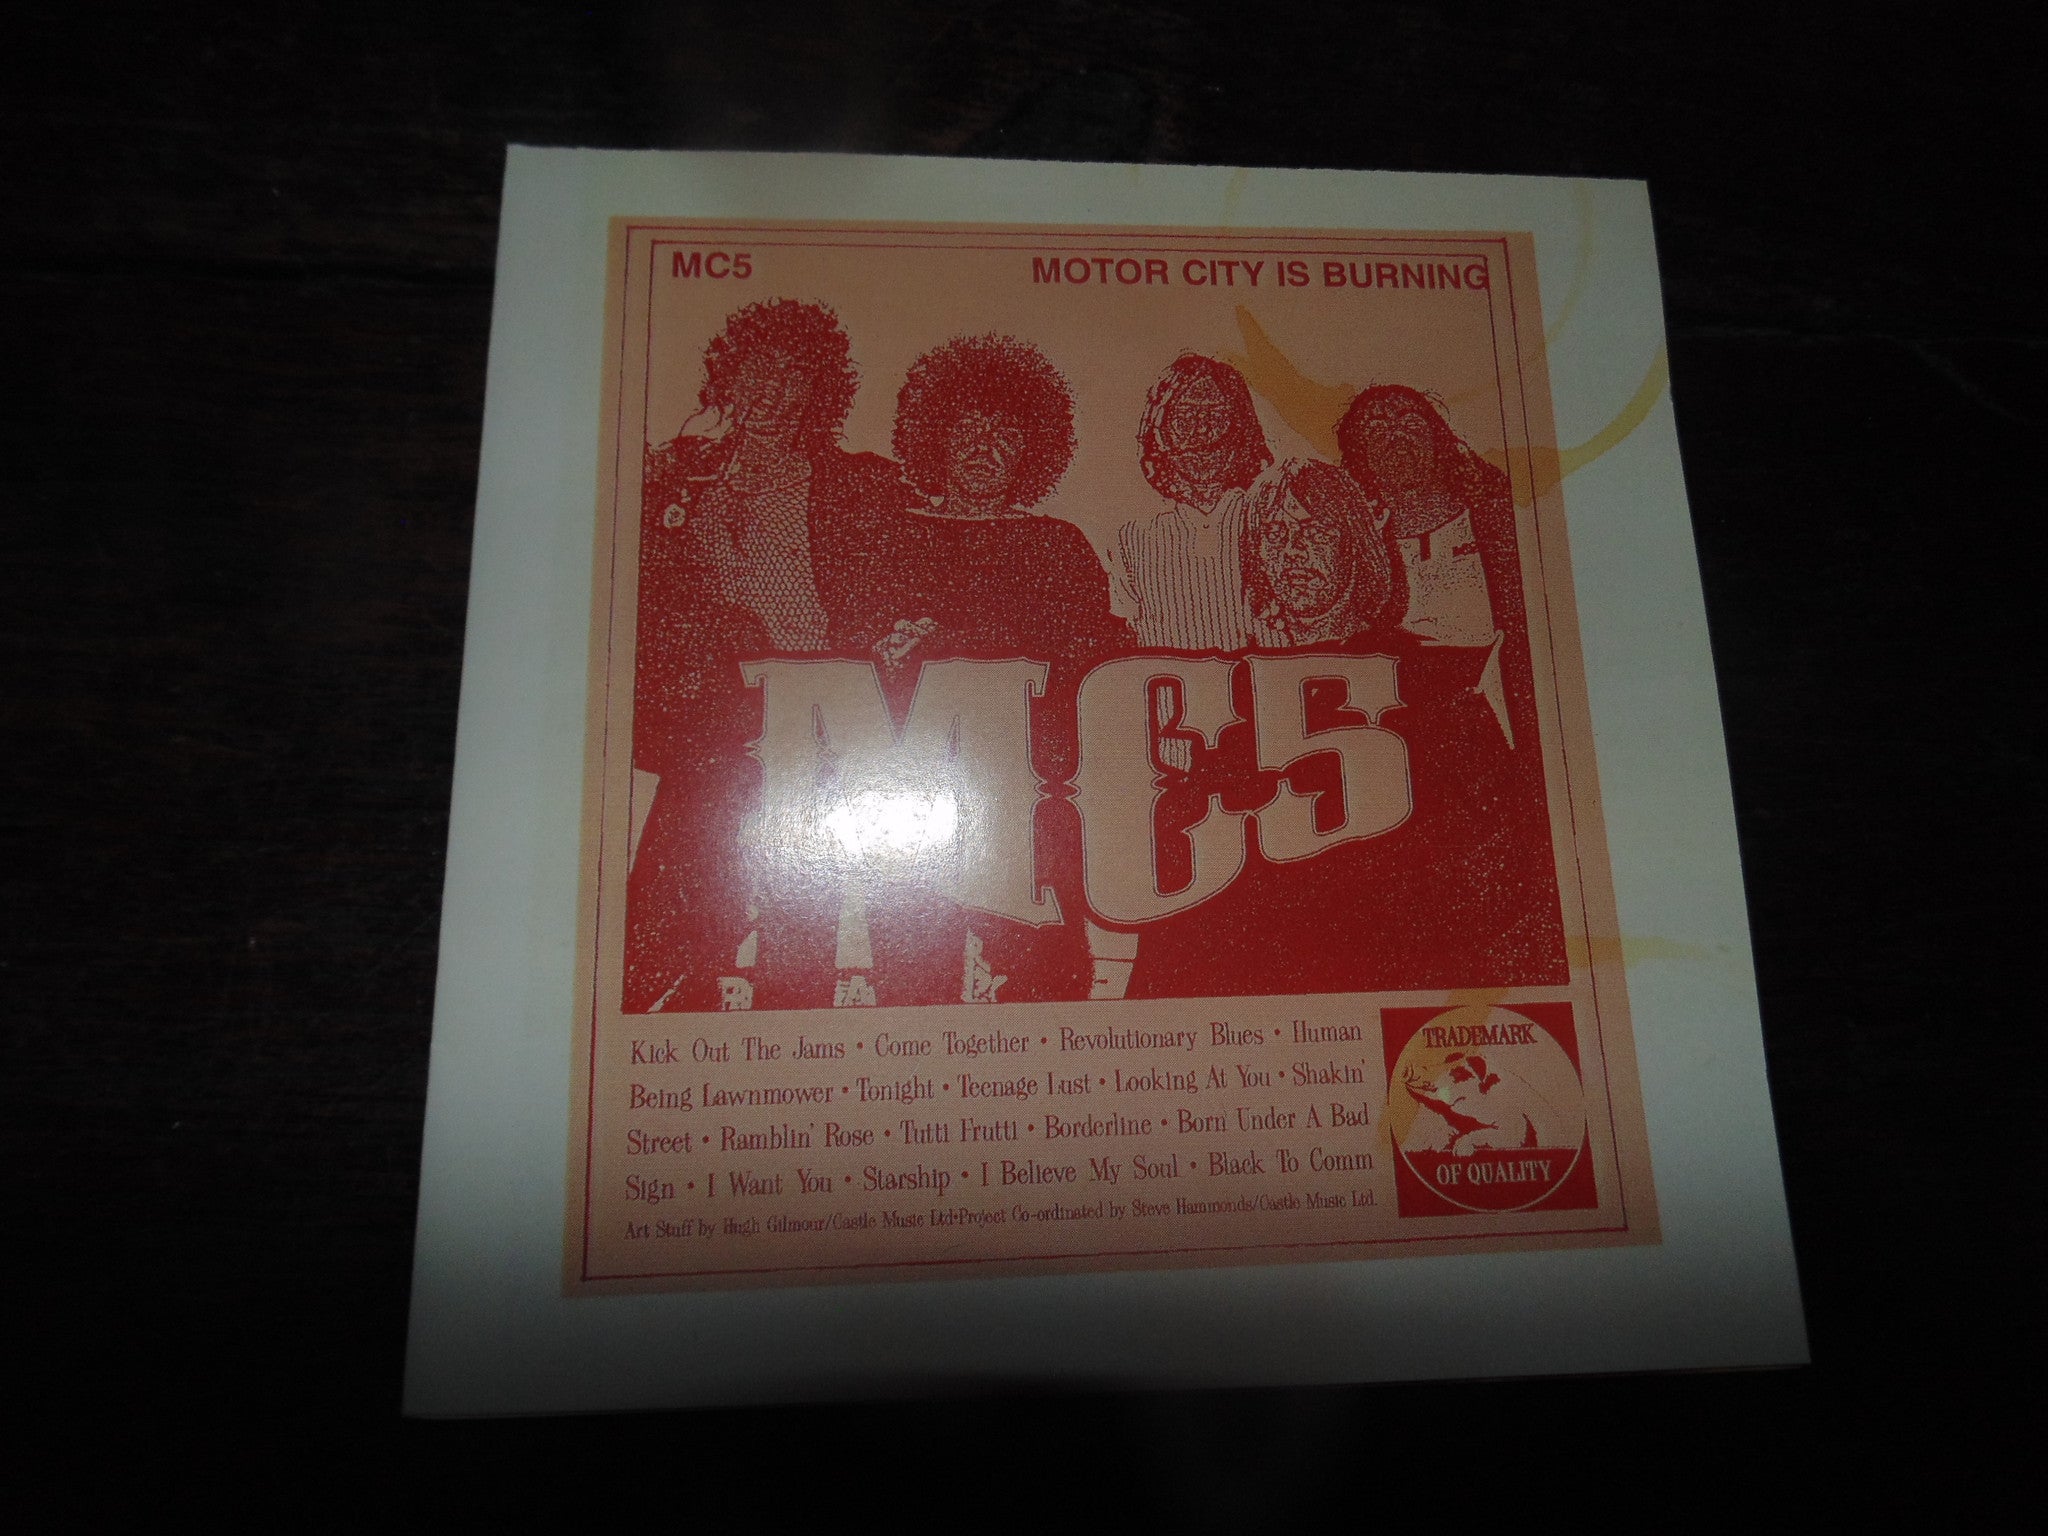 MC5 MOTOR CITY IS BURNING
MC5
Kick Out The Jams • Come Together • Revolutionary Blues • Human
Being Lawnmower • Tonight • Teenage Lust • Looking At You • Shakin'
Street • Ramblin' Rose • Tutti Frutti • Borderline • Born Under A Bad
Sign • I Want You • Starship • I Believe My Soul • Black To Comm
Art Stuff by Hugh Gilmour/Castle Music Ltd•Project Co-ordinated by Steve Hammonds/Castle Music Ltd.
TRADEMARK
OF QUALITY